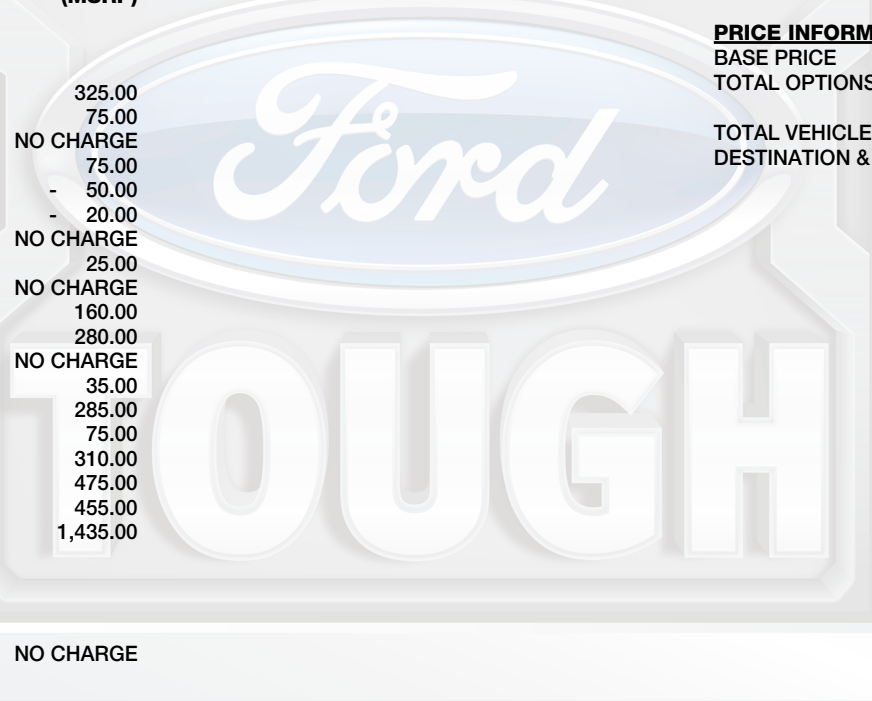 (MSRP)
325.00
75.00
NO CHARGE
75.00
- 50.00
- 20.00
NO CHARGE
25.00
NO CHARGE
160.00
280.00
NO CHARGE
35.00
285.00
75.00
310.00
475.00
455.00
1,435.00
NO CHARGE
PRICE INFORM
BASE PRICE
TOTAL OPTIONS
TOTAL VEHICLE
DESTINATION &
Ford
TOUGH